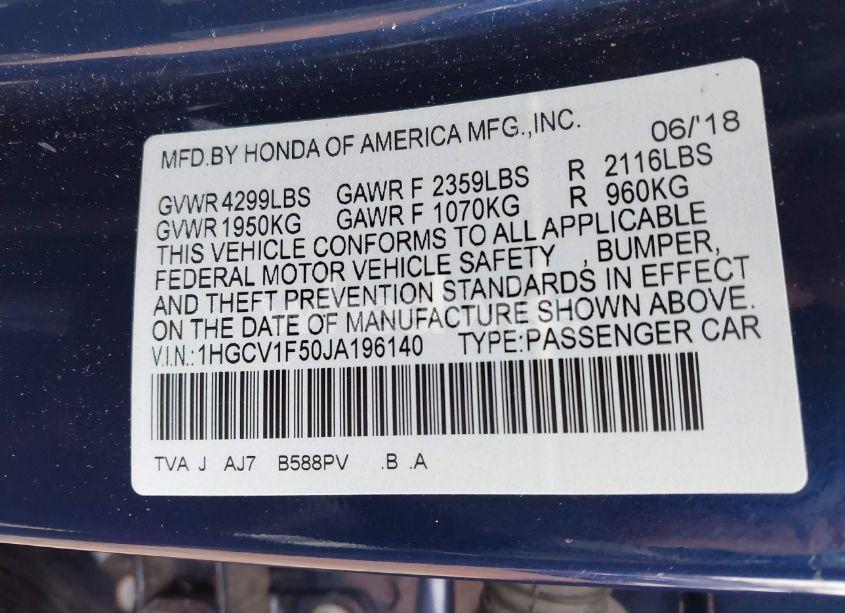 MFD.BY HONDA OF AMERICA MFG.,INC. 06/'18
GVWR 4299LBS GAWR F 2359LBS R 2116LBS
GVWR 1950KG GAWR F 1070KG R 960KG
THIS VEHICLE CONFORMS TO ALL APPLICABLE
FEDERAL MOTOR VEHICLE SAFETY , BUMPER,
AND THEFT PREVENTION STANDARDS IN EFFECT
ON THE DATE OF MANUFACTURE SHOWN ABOVE.
V.I.N.:1HGCV1F50JA196140 TYPE:PASSENGER CAR
TVA J AJ7 B588PV .B .A